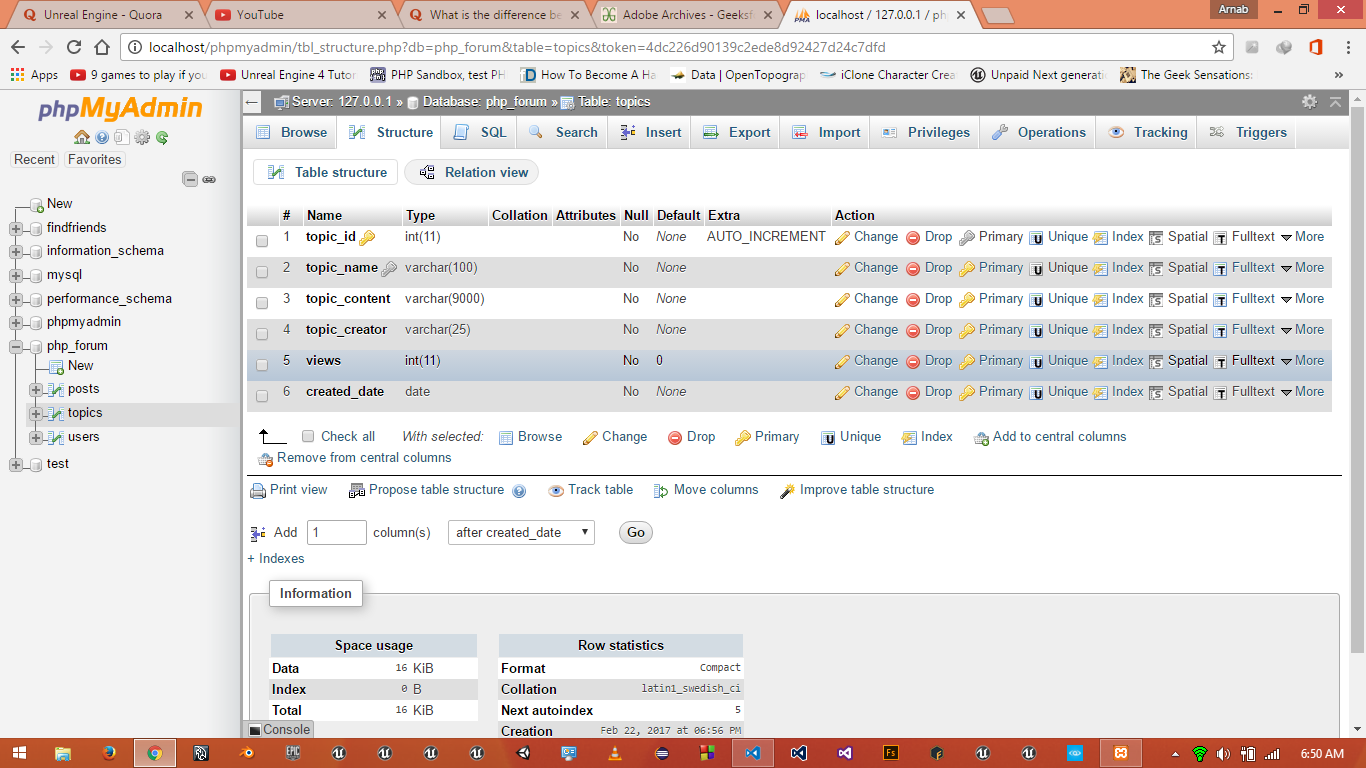 Unreal Engine - Quora
YouTube
What is the difference be
Adobe Archives - Geeksf
localhost / 127.0.0.1 / ph
Arnab
localhost/phpmyadmin/tbl_structure.php?db=php_forum&table=topics&token=4dc226d90139c2ede8d92427d24c7dfd
Apps
9 games to play if you
Unreal Engine 4 Tutor
PHP Sandbox, test PH
How To Become A Ha
Data | OpenTopograp
iClone Character Crea
Unpaid Next generati
The Geek Sensations:
phpMyAdmin
Recent Favorites
New
findfriends
information_schema
mysql
performance_schema
phpmyadmin
php_forum
New
posts
topics
users
test
Server: 127.0.0.1 » Database: php_forum » Table: topics
Browse Structure SQL Search Insert Export Import Privileges Operations Tracking Triggers
Table structure Relation view
# Name Type Collation Attributes Null Default Extra Action
1 topic_id int(11) No None AUTO_INCREMENT Change Drop Primary Unique Index Spatial Fulltext More
2 topic_name varchar(100) No None Change Drop Primary Unique Index Spatial Fulltext More
3 topic_content varchar(9000) No None Change Drop Primary Unique Index Spatial Fulltext More
4 topic_creator varchar(25) No None Change Drop Primary Unique Index Spatial Fulltext More
5 views int(11) No 0 Change Drop Primary Unique Index Spatial Fulltext More
6 created_date date No None Change Drop Primary Unique Index Spatial Fulltext More
Check all With selected: Browse Change Drop Primary Unique Index Add to central columns
Remove from central columns
Print view Propose table structure Track table Move columns Improve table structure
Add 1 column(s) after created_date Go
+ Indexes
Information
Space usage
Data 16 KiB
Index 0 B
Total 16 KiB
Row statistics
Format Compact
Collation latin1_swedish_ci
Next autoindex 5
Creation Feb 22, 2017 at 06:56 PM
Console
6:50 AM